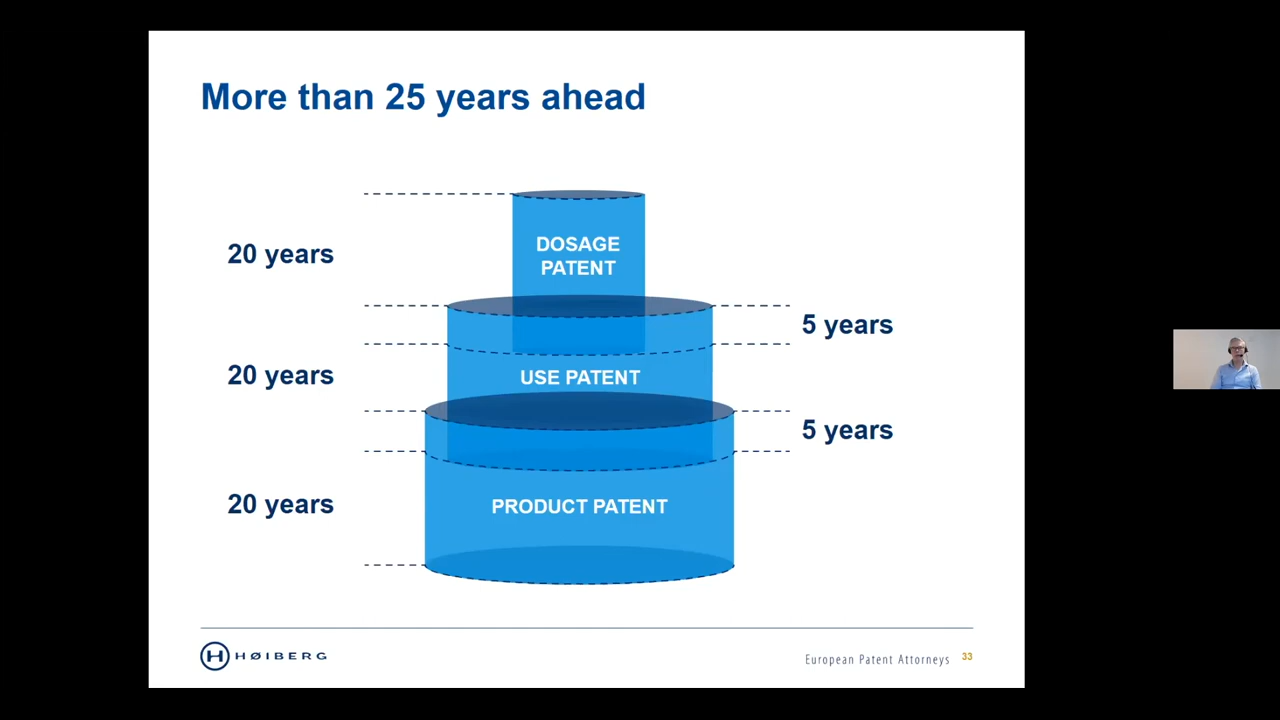 More than 25 years ahead
20 years
DOSAGE
PATENT
5 years
20 years
USE PATENT
5 years
20 years
PRODUCT PATENT
HØIBERG
European Patent Attorneys 33